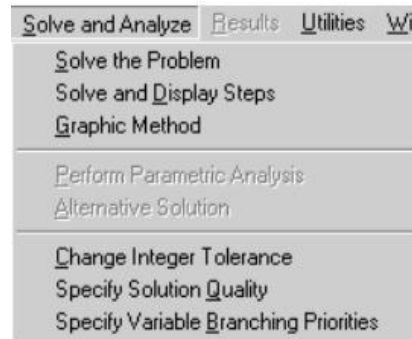 Solve and Analyze Results Utilities Wi
Solve the Problem
Solve and Display Steps
Graphic Method
Perform Parametric Analysis
Alternative Solution
Change Integer Tolerance
Specify Solution Quality
Specify Variable Branching Priorities